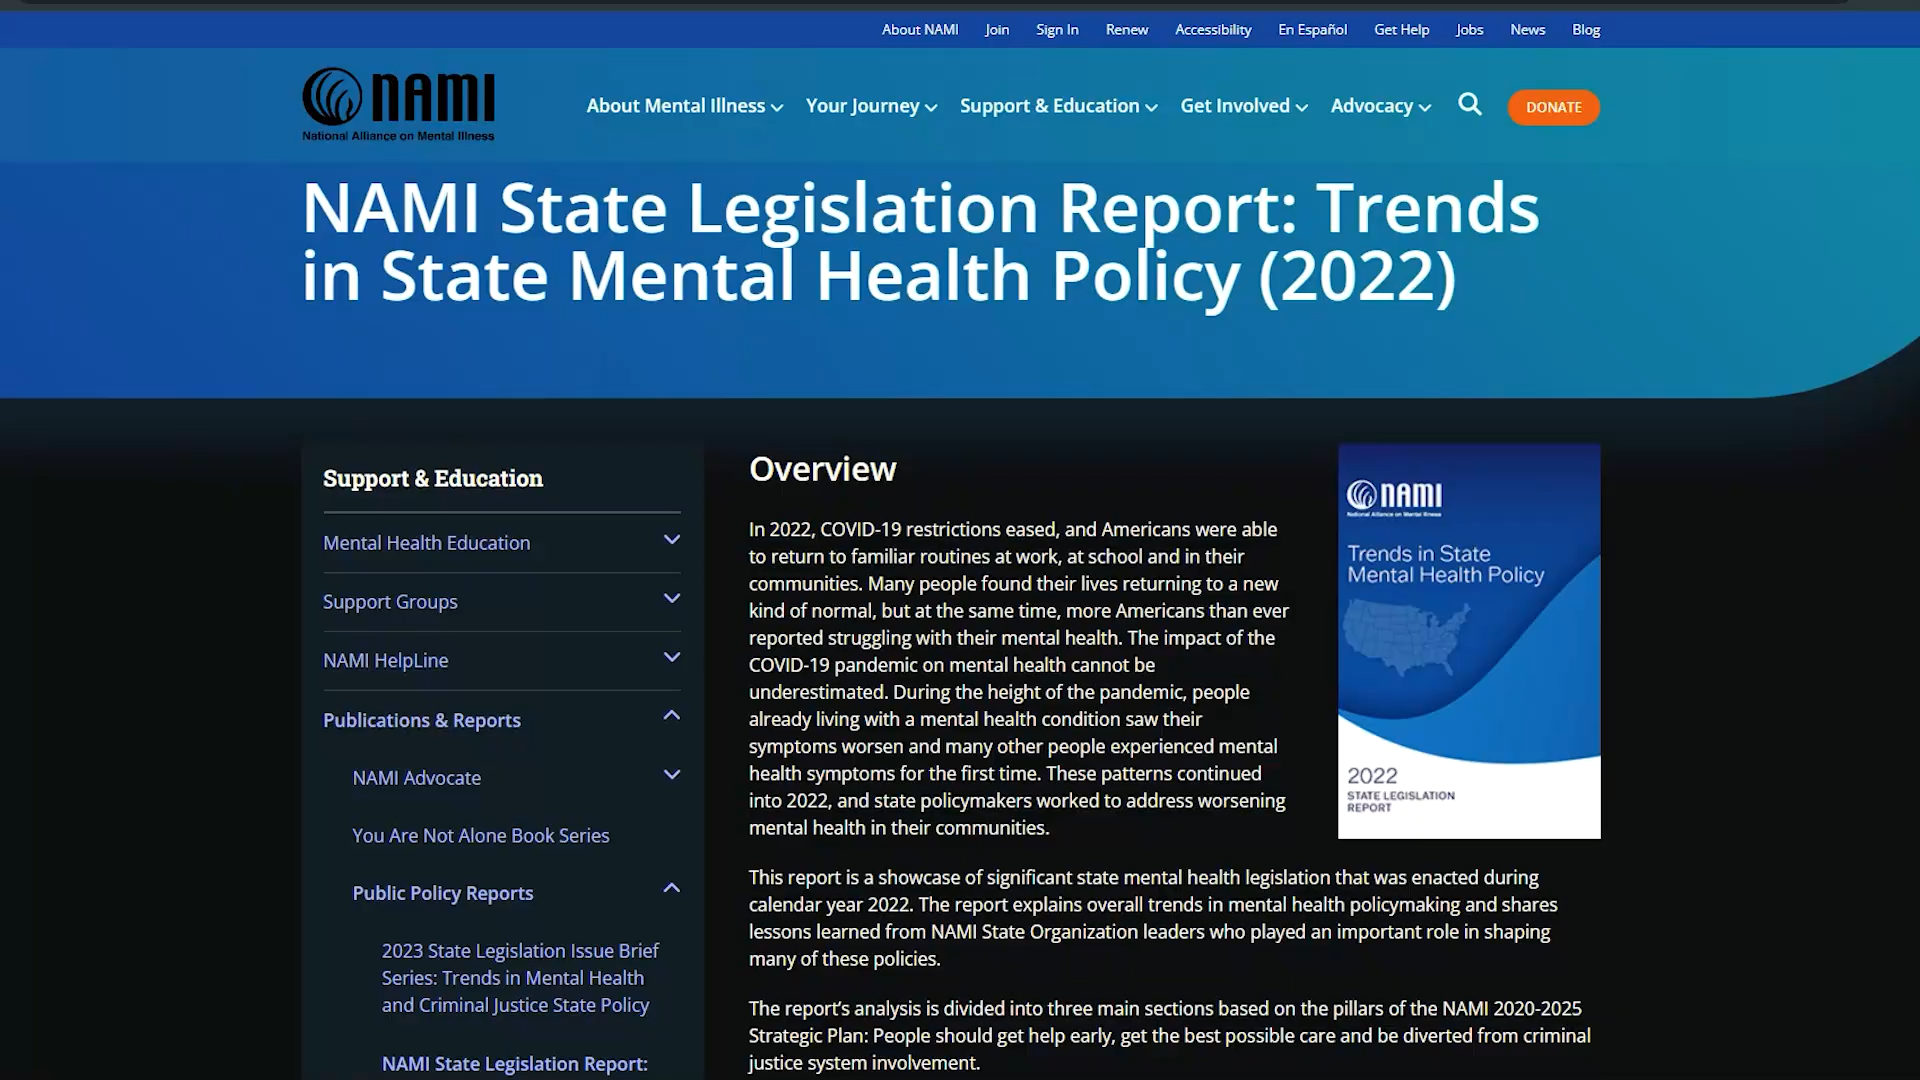 About NAMI Join Sign In Renew Accessibility En Español Get Help Jobs News Blog
NAMI
National Alliance on Mental Illness
About Mental Illness Your Journey Support & Education Get Involved Advocacy DONATE
NAMI State Legislation Report: Trends
in State Mental Health Policy (2022)
Support & Education
Mental Health Education
Support Groups
NAMI HelpLine
Publications & Reports
NAMI Advocate
You Are Not Alone Book Series
Public Policy Reports
2023 State Legislation Issue Brief
Series: Trends in Mental Health
and Criminal Justice State Policy
NAMI State Legislation Report:
Overview
In 2022, COVID-19 restrictions eased, and Americans were able
to return to familiar routines at work, at school and in their
communities. Many people found their lives returning to a new
kind of normal, but at the same time, more Americans than ever
reported struggling with their mental health. The impact of the
COVID-19 pandemic on mental health cannot be
underestimated. During the height of the pandemic, people
already living with a mental health condition saw their
symptoms worsen and many other people experienced mental
health symptoms for the first time. These patterns continued
into 2022, and state policymakers worked to address worsening
mental health in their communities.
This report is a showcase of significant state mental health legislation that was enacted during
calendar year 2022. The report explains overall trends in mental health policymaking and shares
lessons learned from NAMI State Organization leaders who played an important role in shaping
many of these policies.
The report’s analysis is divided into three main sections based on the pillars of the NAMI 2020-2025
Strategic Plan: People should get help early, get the best possible care and be diverted from criminal
justice system involvement.
NAMI
National Alliance on Mental Illness
Trends in State
Mental Health Policy
2022
STATE LEGISLATION
REPORT